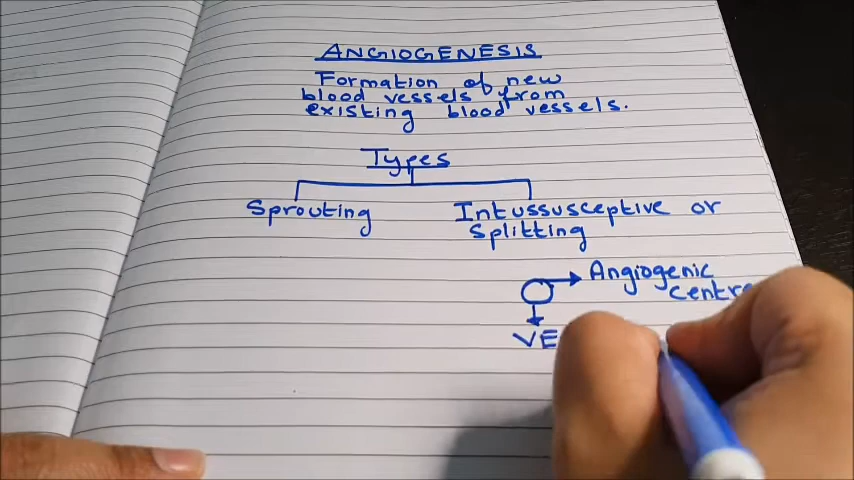 ANGIOGENESIS
Formation of new
blood vessels from
existing blood vessels.
Types
Sprouting
Intussusceptive or
Splitting
Angiogenic
centre
VE